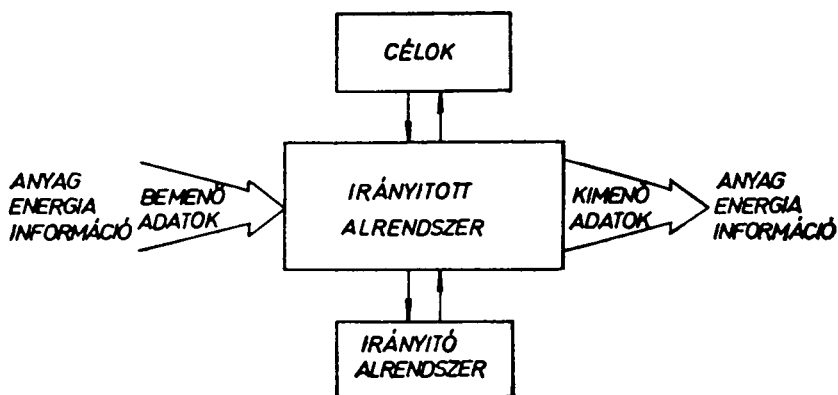 CÉLOK
ANYAG
ENERGIA
INFORMÁCIÓ
BEMENŐ
ADATOK
IRÁNYITOTT
ALRENDSZER
KIMENŐ
ADATOK
ANYAG
ENERGIA
INFORMÁCIÓ
IRÁNYITÓ
ALRENDSZER